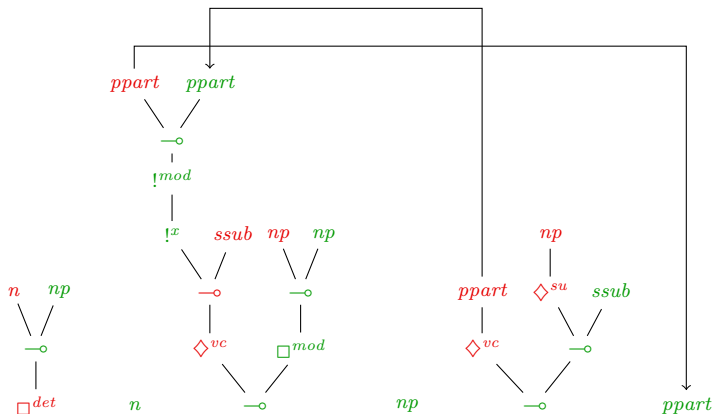 ppart ppart
⊸
!^mod
!^x ssub np np np
n np ⊸ ⊸ ppart ◇^su ssub
⊸ ◇^vc □^mod ◇^vc ⊸
□^det n ⊸ np ⊸ ppart